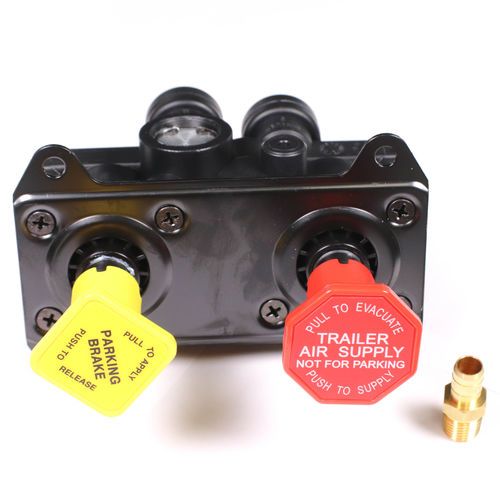 PULL TO APPLY
PARKING
BRAKE
PUSH TO
RELEASE
PULL TO EVACUATE
TRAILER
AIR SUPPLY
NOT FOR PARKING
PUSH TO SUPPLY